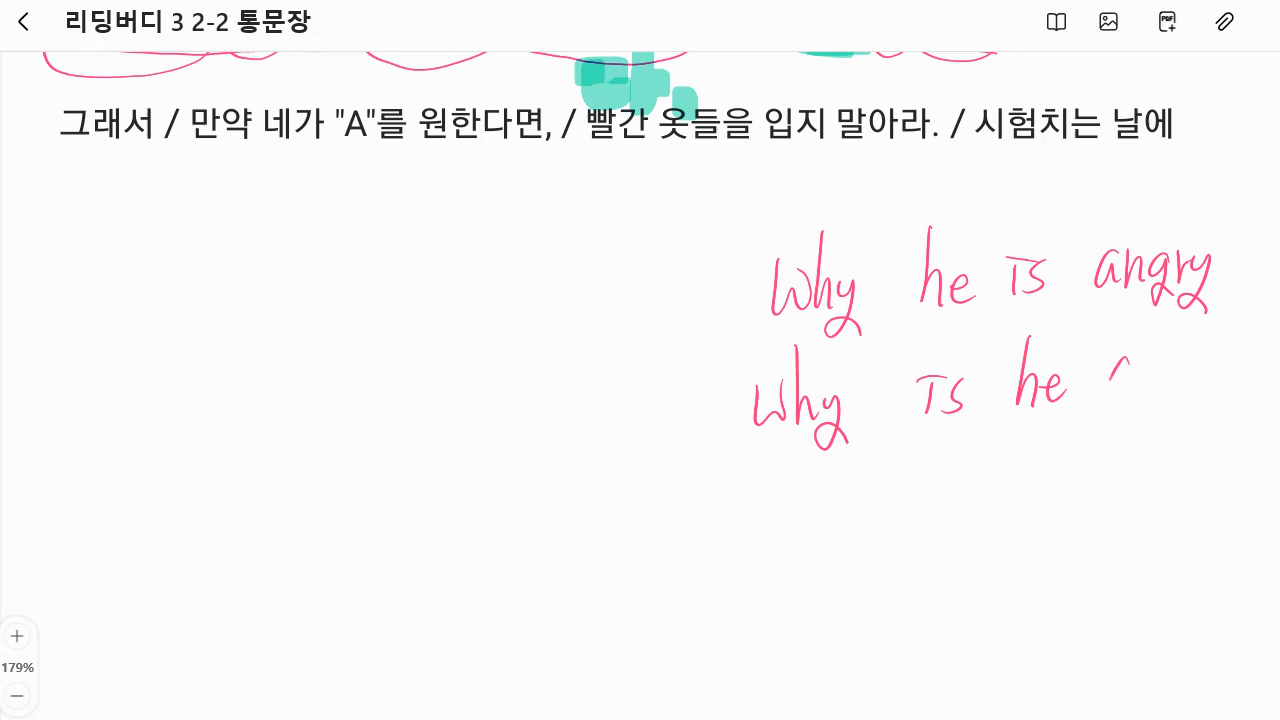 리딩버디 3 2-2 통문장
그래서 / 만약 네가 "A"를 원한다면, / 빨간 옷들을 입지 말아라. / 시험치는 날에
Why he is angry
Why is he
179%